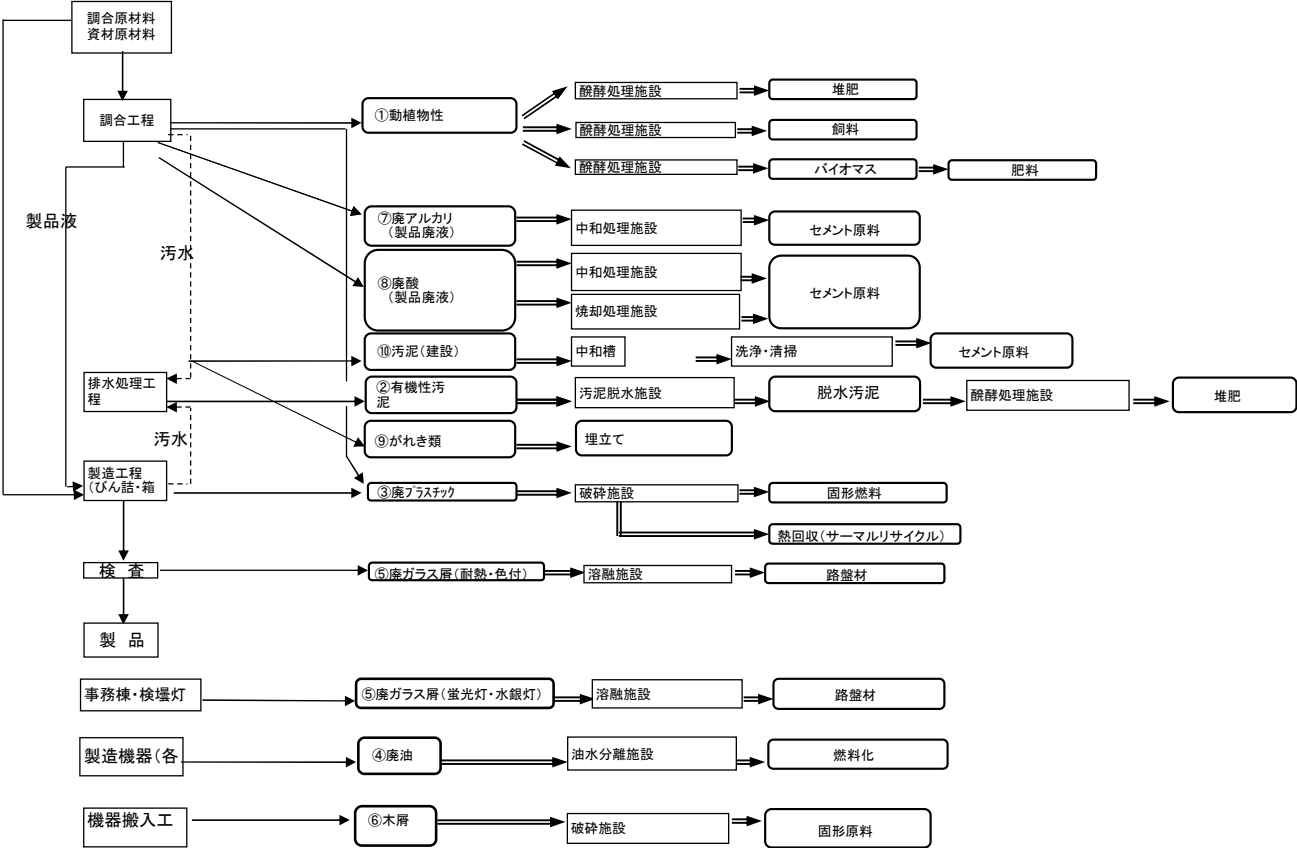 調合原材料
資材原材料
調合工程
①動植物性
醗酵処理施設
堆肥
醗酵処理施設
飼料
醗酵処理施設
バイオマス
肥料
製品液
汚水
⑦廃アルカリ
(製品廃液)
中和処理施設
セメント原料
⑧廃酸
(製品廃液)
中和処理施設
焼却処理施設
セメント原料
⑩汚泥(建設)
中和槽
洗浄・清掃
セメント原料
排水処理工
程
②有機性汚
泥
汚泥脱水施設
脱水汚泥
醗酵処理施設
堆肥
汚水
⑨がれき類
埋立て
製造工程
(びん詰・箱
③廃プラスチック
破砕施設
固形燃料
熱回収(サーマルリサイクル)
検 査
⑤廃ガラス屑(耐熱・色付)
溶融施設
路盤材
製 品
事務棟・検壜灯
⑤廃ガラス屑(蛍光灯・水銀灯)
溶融施設
路盤材
製造機器(各
④廃油
油水分離施設
燃料化
機器搬入工
⑥木屑
破砕施設
固形原料